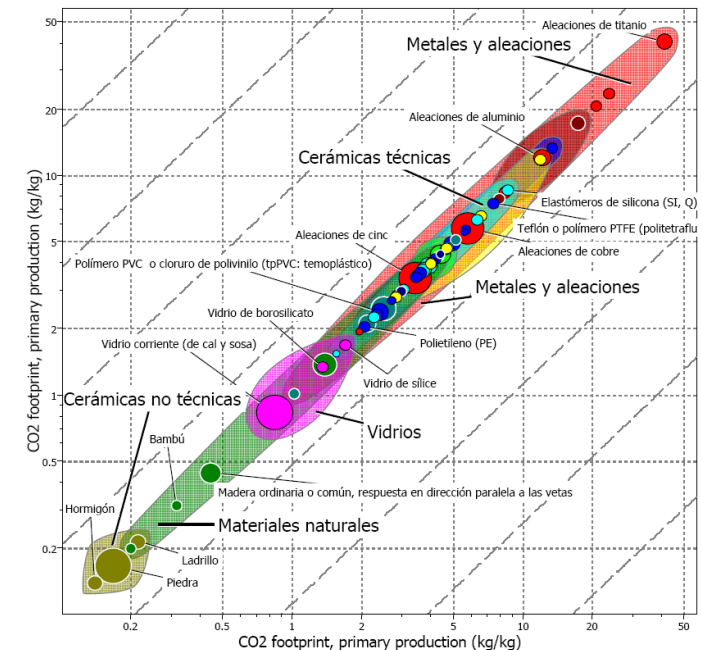 50
20
10
5
2
1
0.5
0.2
CO2 footprint, primary production (kg/kg)
Aleaciones de titanio
Metales y aleaciones
Aleaciones de aluminio
Cerámicas técnicas
Elastómeros de silicona (SI, Q)
Teflón o polímero PTFE (politetraflu
Aleaciones de cinc
Aleaciones de cobre
Polímero PVC o cloruro de polivinilo (tpPVC: temoplástico)
Metales y aleaciones
Vidrio de borosilicato
Vidrio corriente (de cal y sosa)
Polietileno (PE)
Vidrio de sílice
Cerámicas no técnicas
Vidrios
Bambú
Madera ordinaria o común, respuesta en dirección paralela a las vetas
Hormigón
Materiales naturales
Ladrillo
Piedra
0.2 0.5 1 2 5 10 20 50
CO2 footprint, primary production (kg/kg)